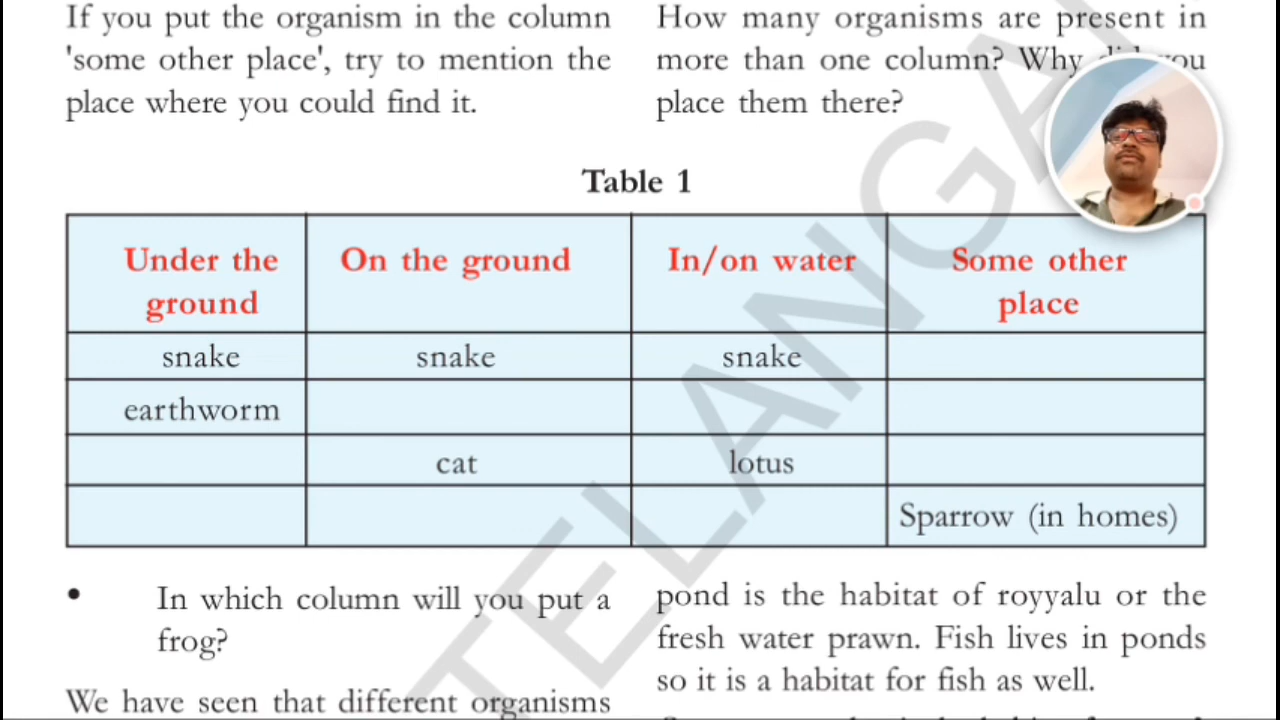 If you put the organism in the column
'some other place', try to mention the
place where you could find it.
How many organisms are present in
more than one column? Why
place them there?
Table 1
Under the ground On the ground In/on water Some other place
snake snake snake
earthworm
cat lotus
Sparrow (in homes)
• In which column will you put a
frog?
We have seen that different organisms
pond is the habitat of royyalu or the
fresh water prawn. Fish lives in ponds
so it is a habitat for fish as well.
TELANGA